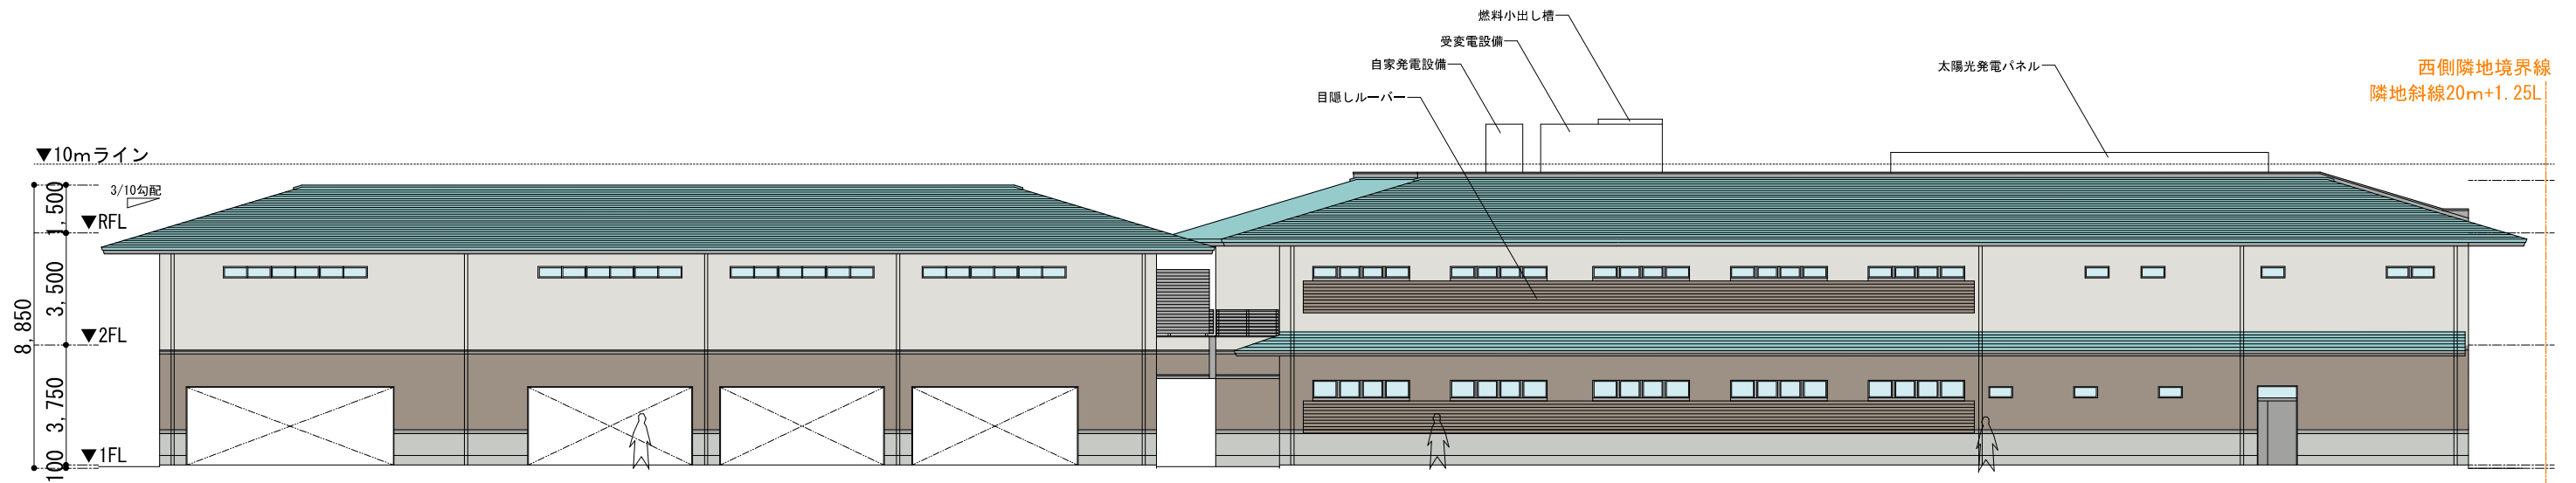 燃料小出し槽
受変電設備
自家発電設備
太陽光発電パネル
西側隣地境界線
隣地斜線20m+1.25L
目隠しルーバー
▼10mライン
3/10勾配
1,500
▼RFL
3,500
8,850
▼2FL
3,750
▼1FL
100